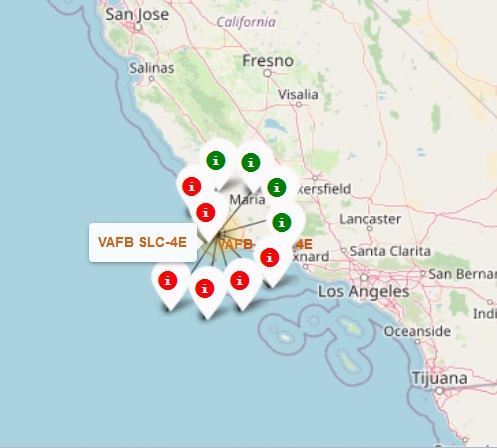 San Jose
California
Salinas
Fresno
Visalia
Maria
kersfield
VAFB SLC-4E
VAFB-
4E
Lancaster
xnard
Santa Clarita
San Bernar
Los Angeles
Indi
Oceanside
Tijuana